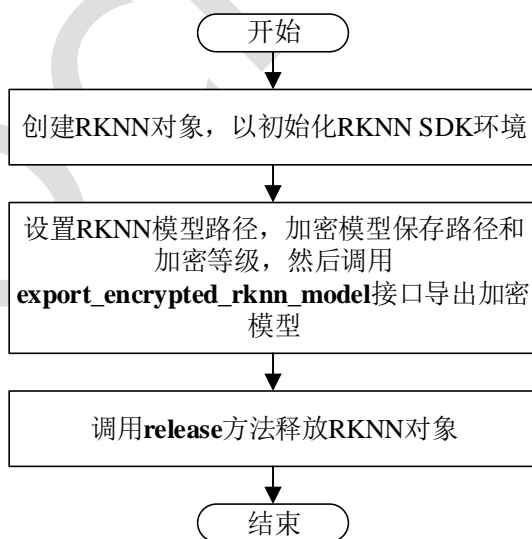 开始
创建RKNN对象，以初始化RKNN SDK环境
设置RKNN模型路径，加密模型保存路径和
加密等级，然后调用
export_encrypted_rknn_model接口导出加密
模型
调用release方法释放RKNN对象
结束